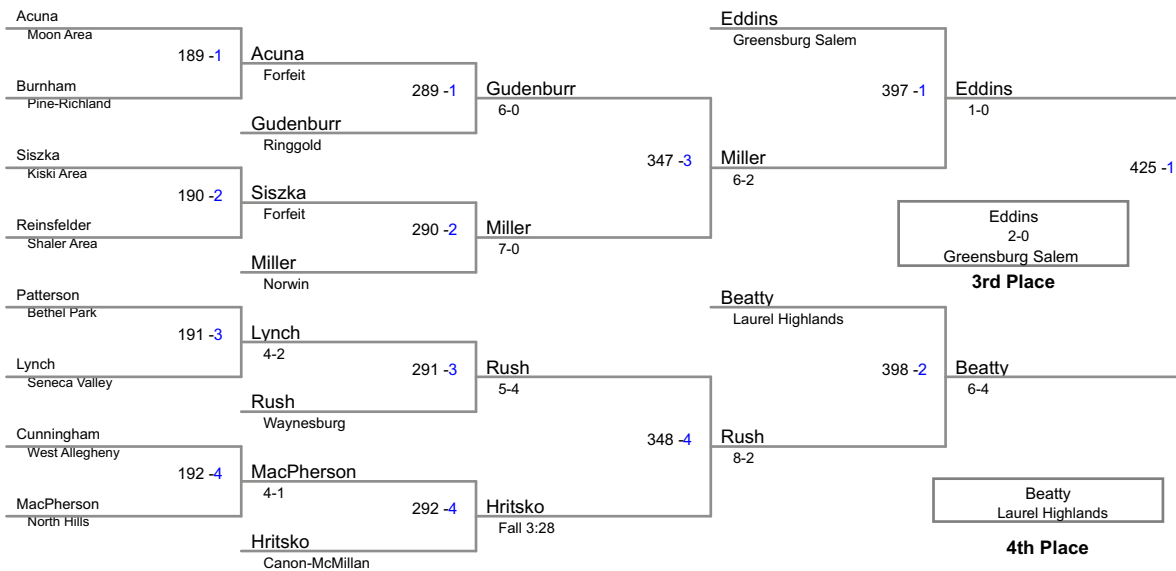 Acuna
Moon Area
189 -1
Burnham
Pine-Richland
Siszka
Kiski Area
190 -2
Reinsfelder
Shaler Area
Patterson
Bethel Park
191 -3
Lynch
Seneca Valley
Cunningham
West Allegheny
192 -4
MacPherson
North Hills
Acuna
Forfeit
289 -1
Gudenburr
Ringgold
Siszka
Forfeit
290 -2
Miller
Norwin
Lynch
4-2
291 -3
Rush
Waynesburg
MacPherson
4-1
292 -4
Hritsko
Canon-McMillan
Gudenburr
6-0
347 -3
Miller
7-0
Rush
5-4
348 -4
Hritsko
Fall 3:28
Eddins
Greensburg Salem
397 -1
Miller
6-2
Beatty
Laurel Highlands
398 -2
Rush
8-2
Eddins
1-0
425 -1
Beatty
6-4
Eddins
2-0
Greensburg Salem
3rd Place
Beatty
Laurel Highlands
4th Place